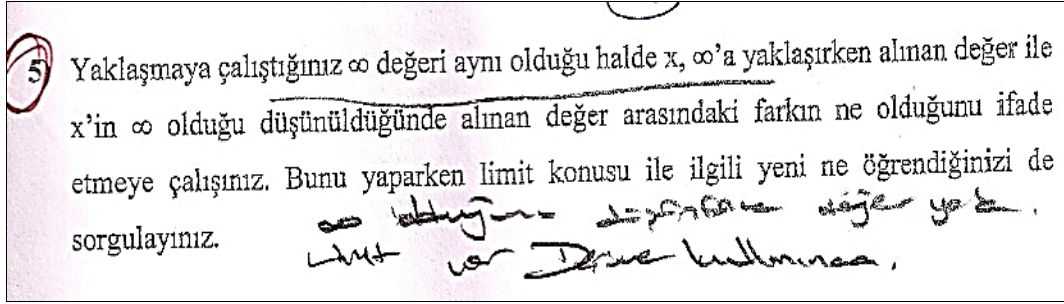 5) Yaklaşmaya çalıştığınız ∞ değeri aynı olduğu halde x, ∞’a yaklaşırken alınan değer ile
x’in ∞ olduğu düşünüldüğünde alınan değer arasındaki farkın ne olduğunu ifade
etmeye çalışınız. Bunu yaparken limit konusu ile ilgili yeni ne öğrendiğinizi de
sorgulayınız.
∞ olduğunu değer yok.
Limit var Derive kullanınca.